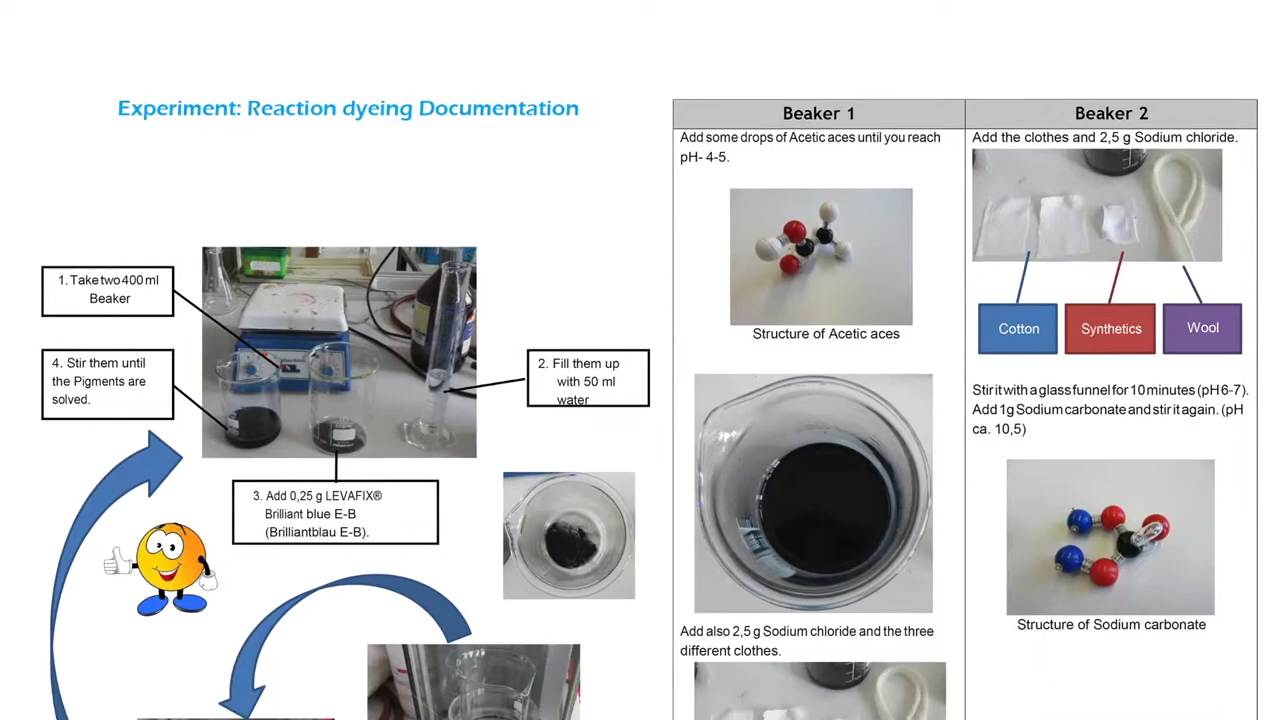 Experiment: Reaction dyeing Documentation
1. Take two 400 ml
Beaker
4. Stir them until
the Pigments are
solved.
2. Fill them up
with 50 ml
water
3. Add 0,25 g LEVAFIX®
Brilliant blue E-B
(Brilliantblau E-B).
Beaker 1
Add some drops of Acetic aces until you reach
pH- 4-5.
Structure of Acetic aces
Add also 2,5 g Sodium chloride and the three
different clothes.
Beaker 2
Add the clothes and 2,5 g Sodium chloride.
Cotton
Synthetics
Wool
Stir it with a glass funnel for 10 minutes (pH 6-7).
Add 1g Sodium carbonate and stir it again. (pH
ca. 10,5)
Structure of Sodium carbonate